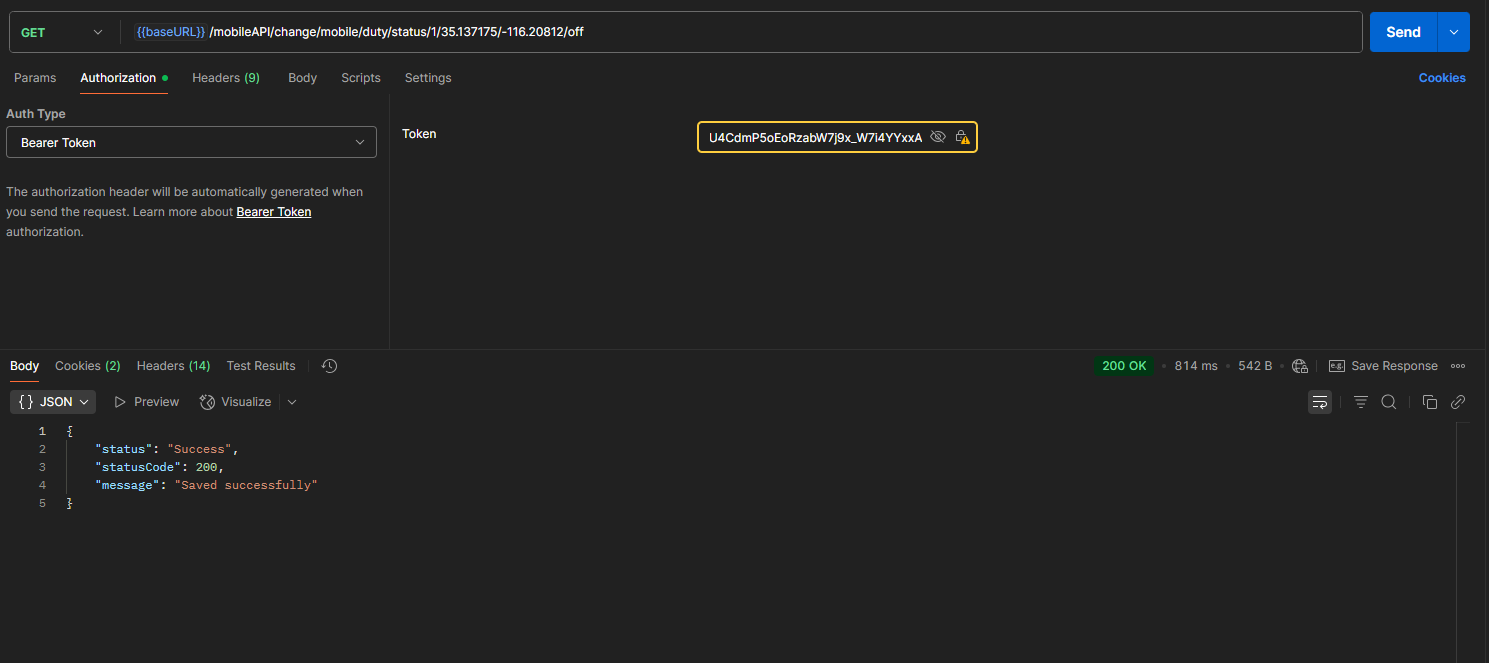 GET {{baseURL}} /mobileAPI/change/mobile/duty/status/1/35.137175/-116.20812/off Send
Params Authorization Headers (9) Body Scripts Settings Cookies
Auth Type
Bearer Token
The authorization header will be automatically generated when
you send the request. Learn more about Bearer Token
authorization.
Token U4CdmP5oEoRzabW7j9x_W7i4YYxxA
Body Cookies (2) Headers (14) Test Results 200 OK 814 ms 542 B e.g. Save Response
{} JSON Preview Visualize
1 {
2 "status": "Success",
3 "statusCode": 200,
4 "message": "Saved successfully"
5 }